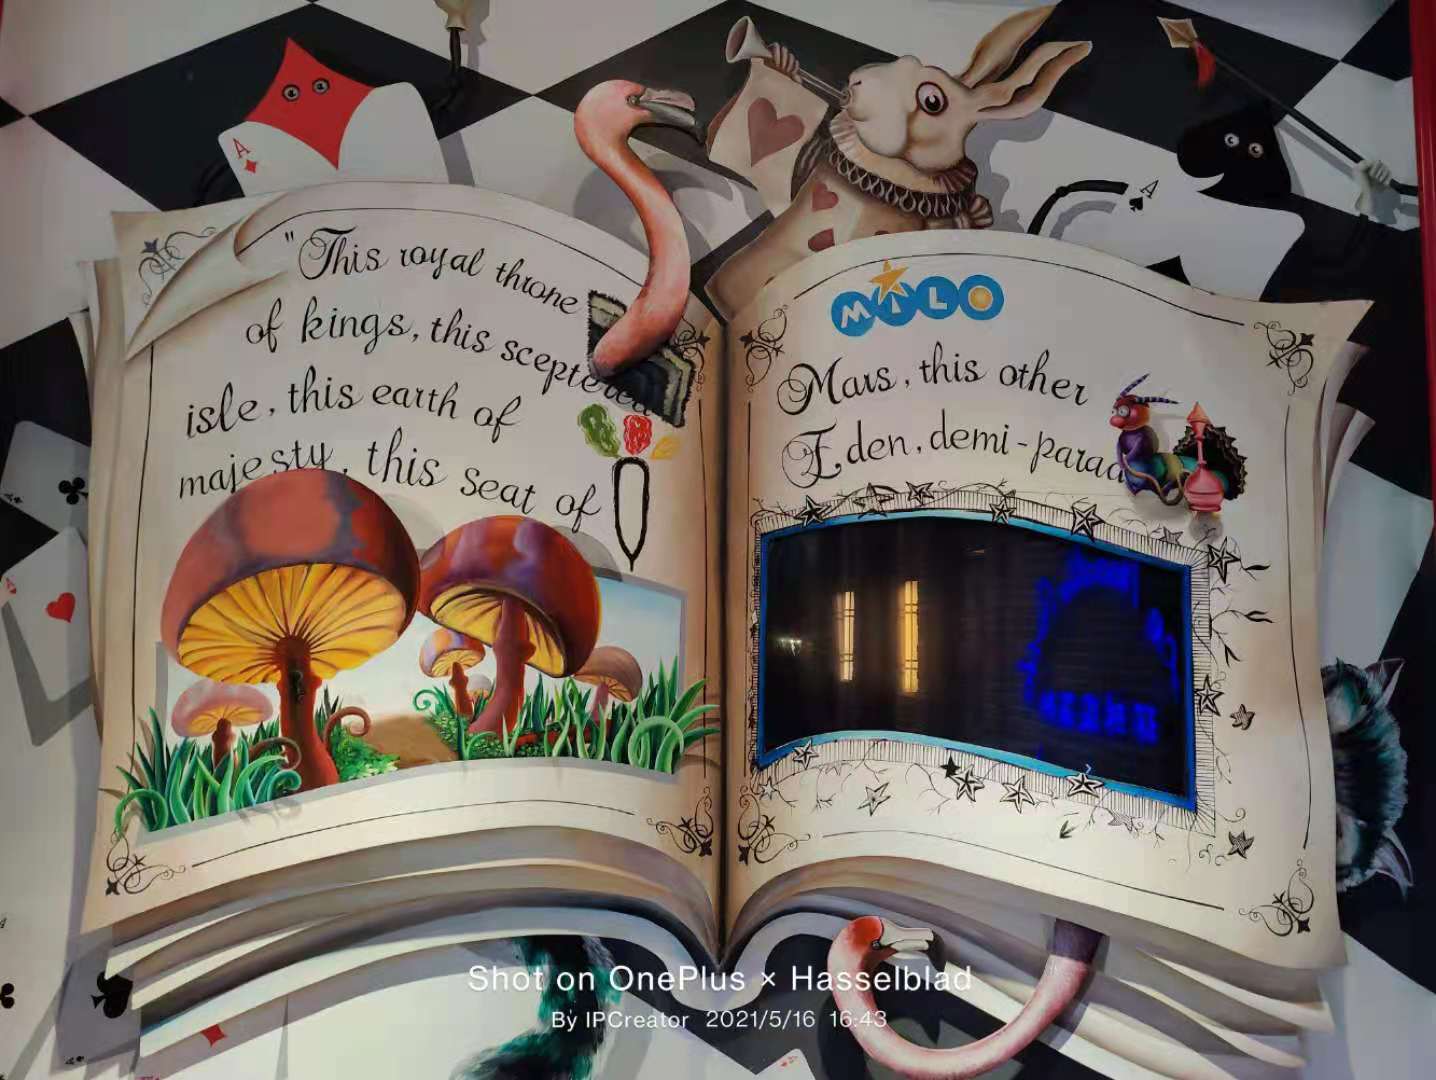 A
A
"This royal throne
of kings, this sceptered
isle, this earth of
majesty, this seat of
MiLO
Mars, this other
Eden, demi-parad
Shot on OnePlus × Hasselblad
By IPCreator 2021/5/16 16:43